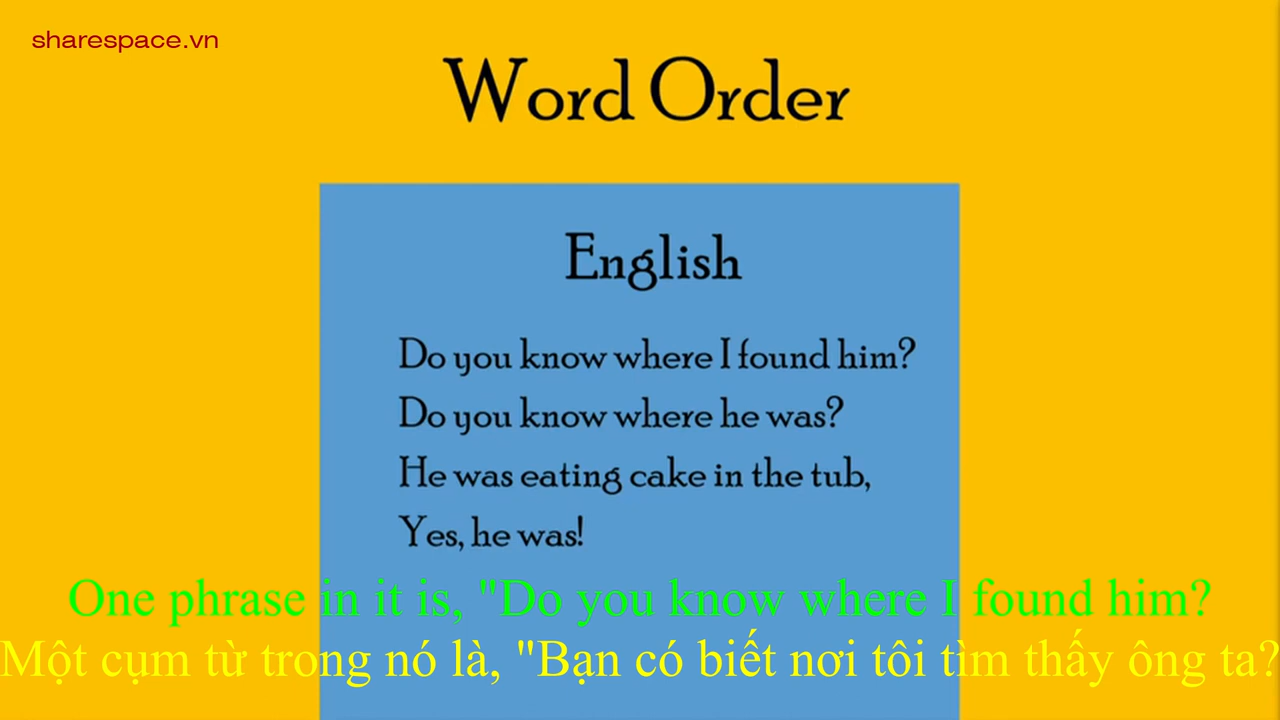 sharespace.vn
Word Order
English
Do you know where I found him?
Do you know where he was?
He was eating cake in the tub,
Yes, he was!
One phrase in it is, "Do you know where I found him?
Một cụm từ trong nó là, "Bạn có biết nơi tôi tìm thấy ông ta?